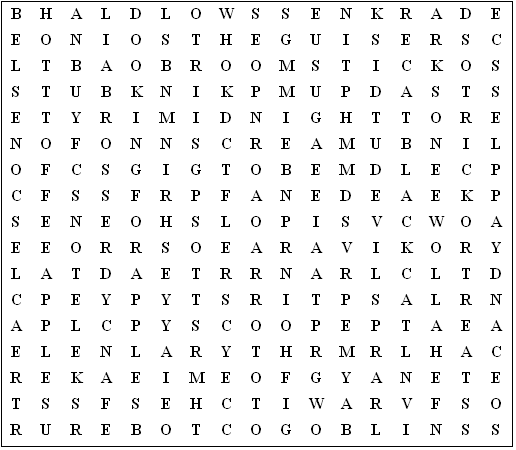 B H A L D L O W S S E N K R A D E
E O N I O S T H E G U I S E R S C
L T B A O B R O O M S T I C K O S
S T U B K N I K P M U P D A S T S
E T Y R I M I D N I G H T T O R E
N O F O N N S C R E A M U B N I L
O F C S G I G T O B E M D L E C P
C F S S F R P F A N E D E A E K P
S E N E O H S L O P I S V C W O A
E E O R R S O E A R A V I K O R Y
L A T D A E T R R N A R L C L T D
C P E Y P Y T S R I T P S A L R N
A P L C P Y S C O O P E P T A E A
E L E N L A R Y T H R M R L H A C
R E K A E I M E O F G Y A N E T E
T S S F S E H C T I W A R V F S O
R U R E B O T C O G O B L I N S S